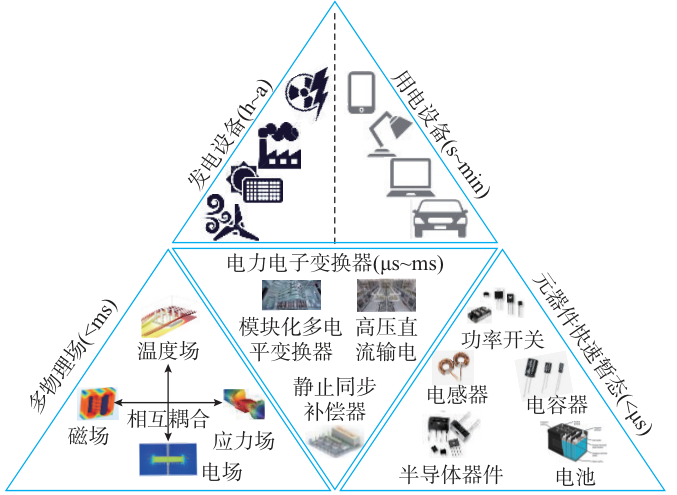 发电设备(h~a)
用电设备(s~min)
电力电子变换器(μs~ms)
模块化多电
平变换器
高压直
流输电
静止同步
补偿器
多物理场(<ms)
温度场
磁场
相互耦合
应力场
电场
元器件快速暂态(<μs)
功率开关
电感器
电容器
半导体器件
电池